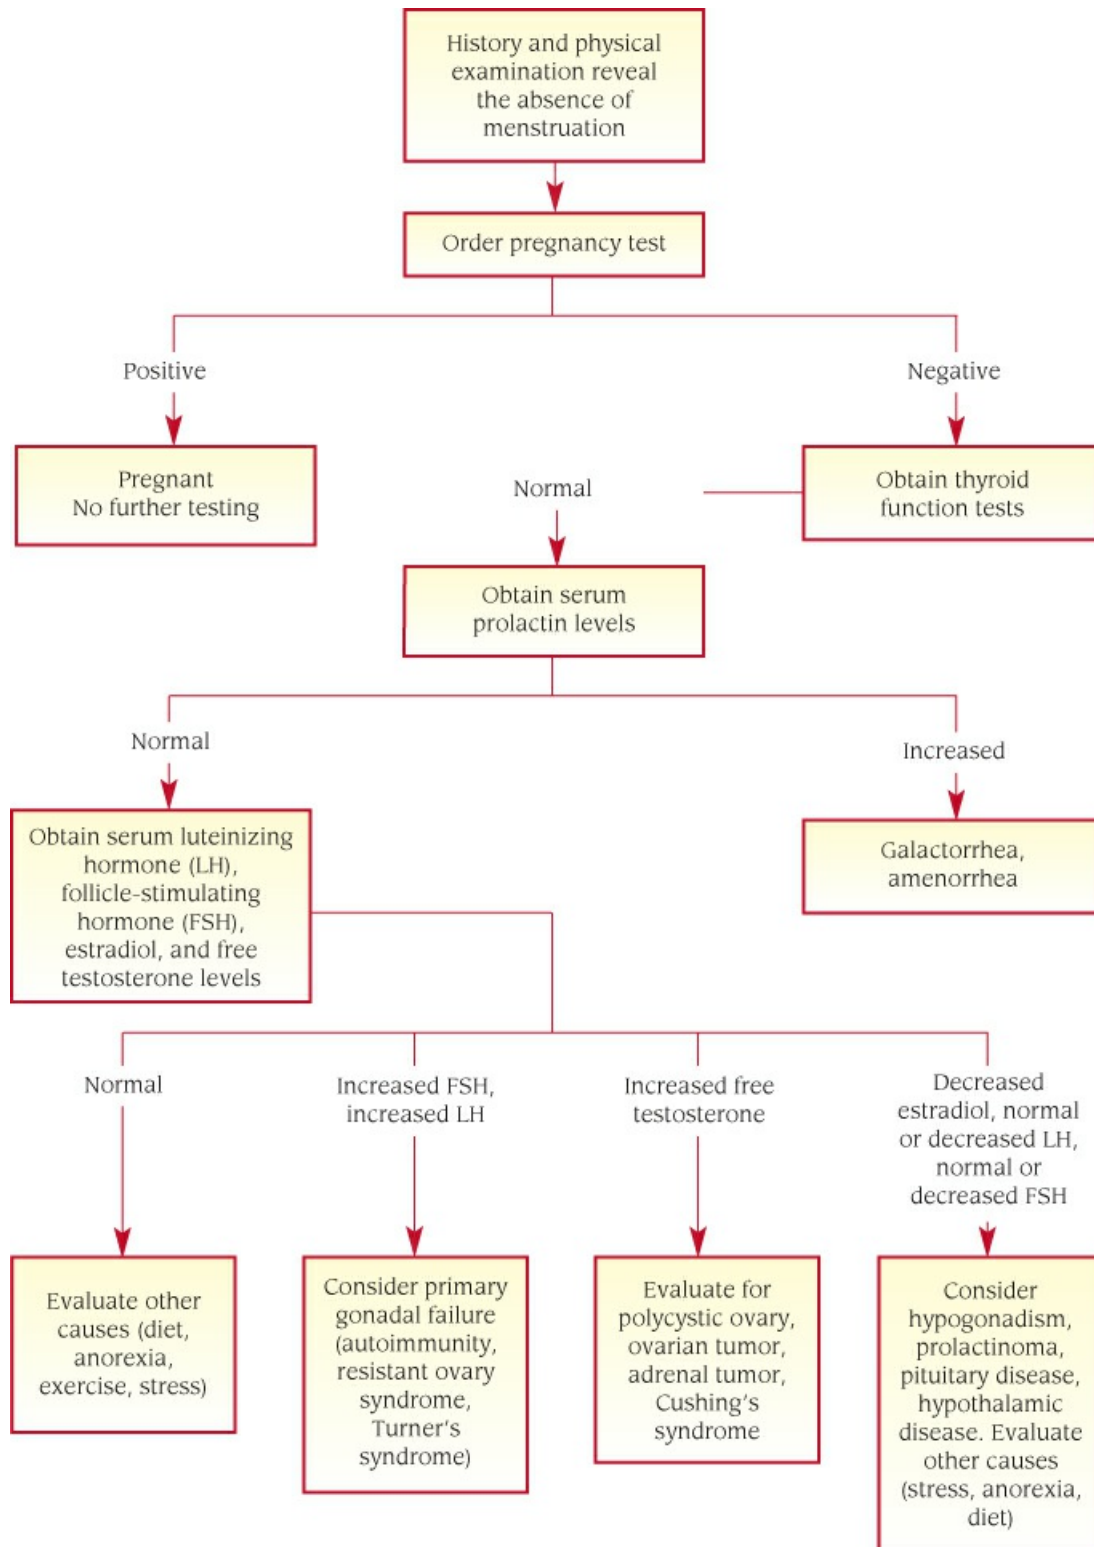 History and physical
examination reveal
the absence of
menstruation
Order pregnancy test
Positive
Negative
Pregnant
No further testing
Normal
Obtain thyroid
function tests
Obtain serum
prolactin levels
Normal
Increased
Obtain serum luteinizing
hormone (LH),
follicle-stimulating
hormone (FSH),
estradiol, and free
testosterone levels
Galactorrhea,
amenorrhea
Normal
Increased FSH,
increased LH
Increased free
testosterone
Decreased
estradiol, normal
or decreased LH,
normal or
decreased FSH
Evaluate other
causes (diet,
anorexia,
exercise, stress)
Consider primary
gonadal failure
(autoimmunity,
resistant ovary
syndrome,
Turner's
syndrome)
Evaluate for
polycystic ovary,
ovarian tumor,
adrenal tumor,
Cushing's
syndrome
Consider
hypogonadism,
prolactinoma,
pituitary disease,
hypothalamic
disease. Evaluate
other causes
(stress, anorexia,
diet)